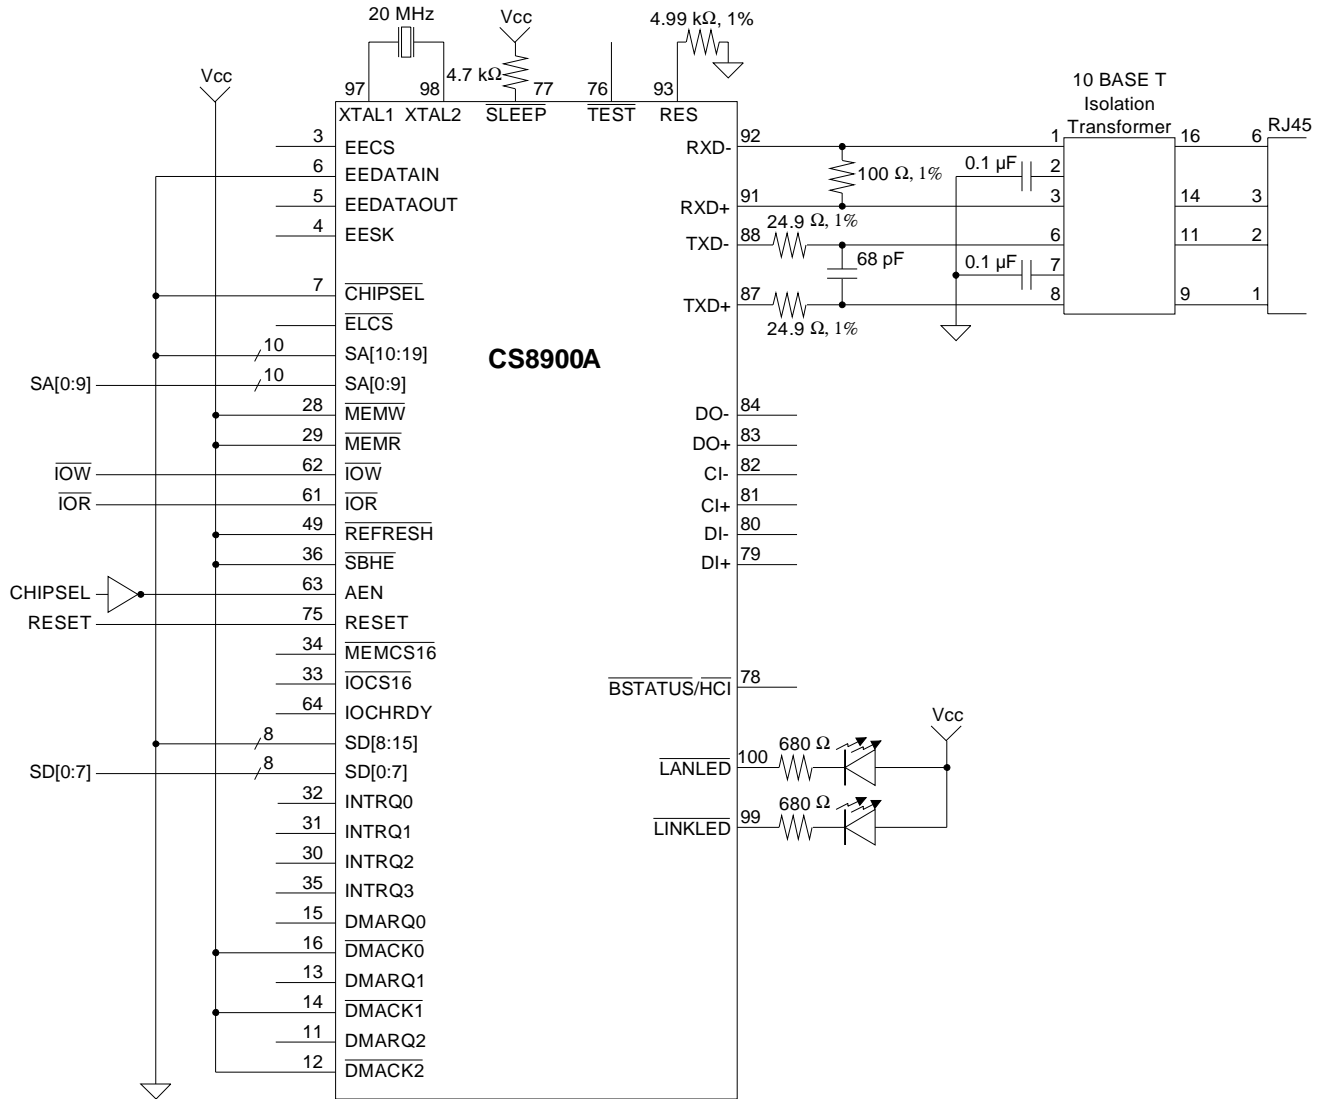 20 MHz
Vcc
4.99 kΩ, 1%
Vcc
4.7 kΩ
97
98
77
76
93
XTAL1
XTAL2
SLEEP
TEST
RES
10 BASE T
Isolation
Transformer
RJ45
3
EECS
6
EEDATAIN
5
EEDATAOUT
4
EESK
7
CHIPSEL
ELCS
10
SA[10:19]
SA[0:9]
10
SA[0:9]
28
MEMW
29
MEMR
IOW
62
IOW
IOR
61
IOR
49
REFRESH
36
SBHE
CHIPSEL
63
AEN
RESET
75
RESET
34
MEMCS16
33
IOCS16
64
IOCHRDY
8
SD[8:15]
SD[0:7]
8
SD[0:7]
32
INTRQ0
31
INTRQ1
30
INTRQ2
35
INTRQ3
15
DMARQ0
16
DMACK0
13
DMARQ1
14
DMACK1
11
DMARQ2
12
DMACK2
CS8900A
RXD-
92
RXD+
91
100 Ω, 1%
TXD-
88
24.9 Ω, 1%
68 pF
TXD+
87
24.9 Ω, 1%
0.1 µF
0.1 µF
1
2
3
6
7
8
16
14
11
9
6
3
2
1
DO-
84
DO+
83
CI-
82
CI+
81
DI-
80
DI+
79
BSTATUS/HCI
78
Vcc
LANLED
100
680 Ω
LINKLED
99
680 Ω